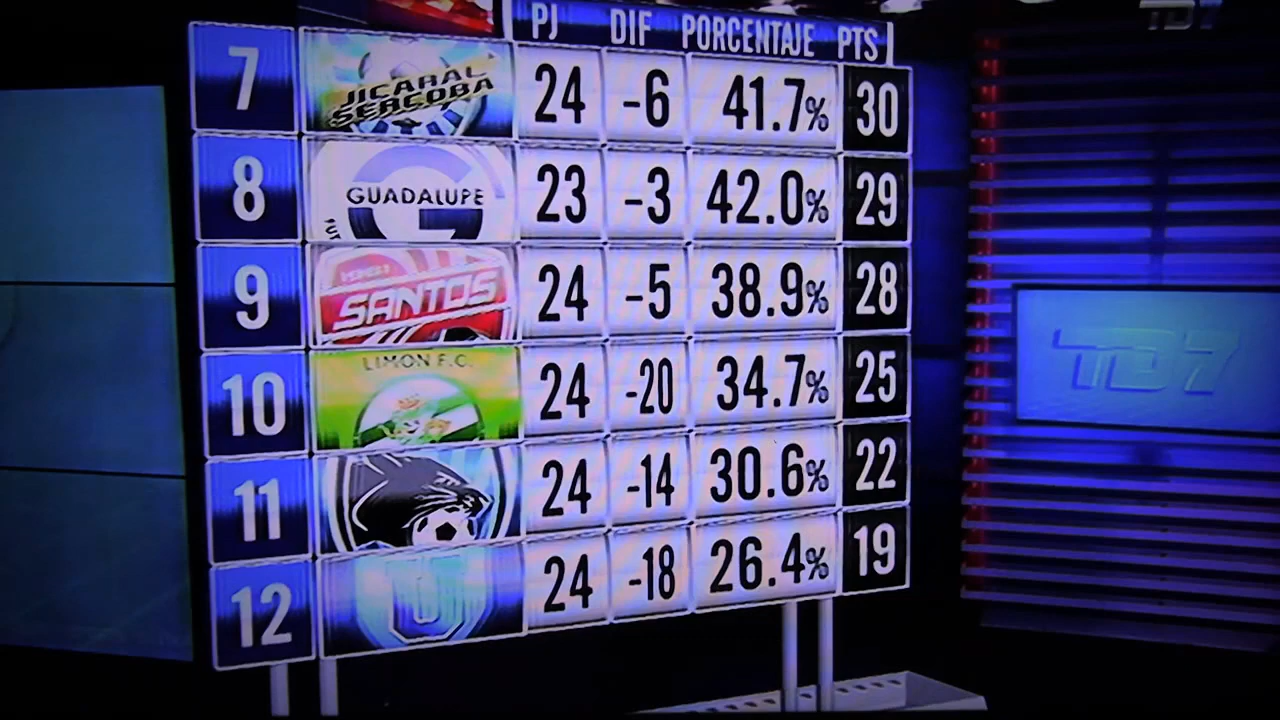 TD7
PJ DIF PORCENTAJE PTS
7 JICARAL SERCOBA 24 -6 41.7% 30
8 GUADALUPE 23 -3 42.0% 29
9 SANTOS 24 -5 38.9% 28
10 LIMON F.C. 24 -20 34.7% 25
11 24 -14 30.6% 22
12 U 24 -18 26.4% 19
TD7